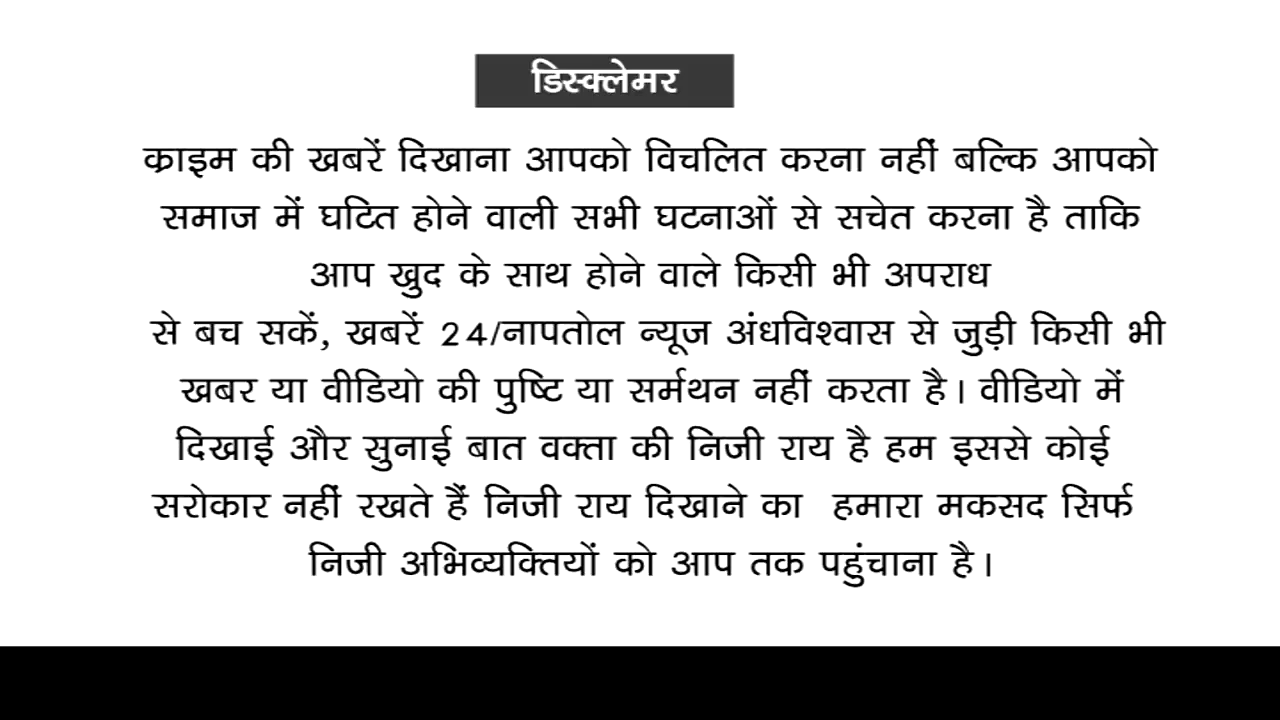 डिस्क्लेमर
क्राइम की खबरें दिखाना आपको विचलित करना नहीं बल्कि आपको
समाज में घटित होने वाली सभी घटनाओं से सचेत करना है ताकि
आप खुद के साथ होने वाले किसी भी अपराध
से बच सकें, खबरें 24/नापतोल न्यूज अंधविश्वास से जुड़ी किसी भी
खबर या वीडियो की पुष्टि या सर्मथन नहीं करता है। वीडियो में
दिखाई और सुनाई बात वक्ता की निजी राय है हम इससे कोई
सरोकार नहीं रखते हैं निजी राय दिखाने का हमारा मकसद सिर्फ
निजी अभिव्यक्तियों को आप तक पहुंचाना है।